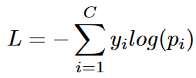 L = -\sum_{i=1}^{C} y_i log(p_i)